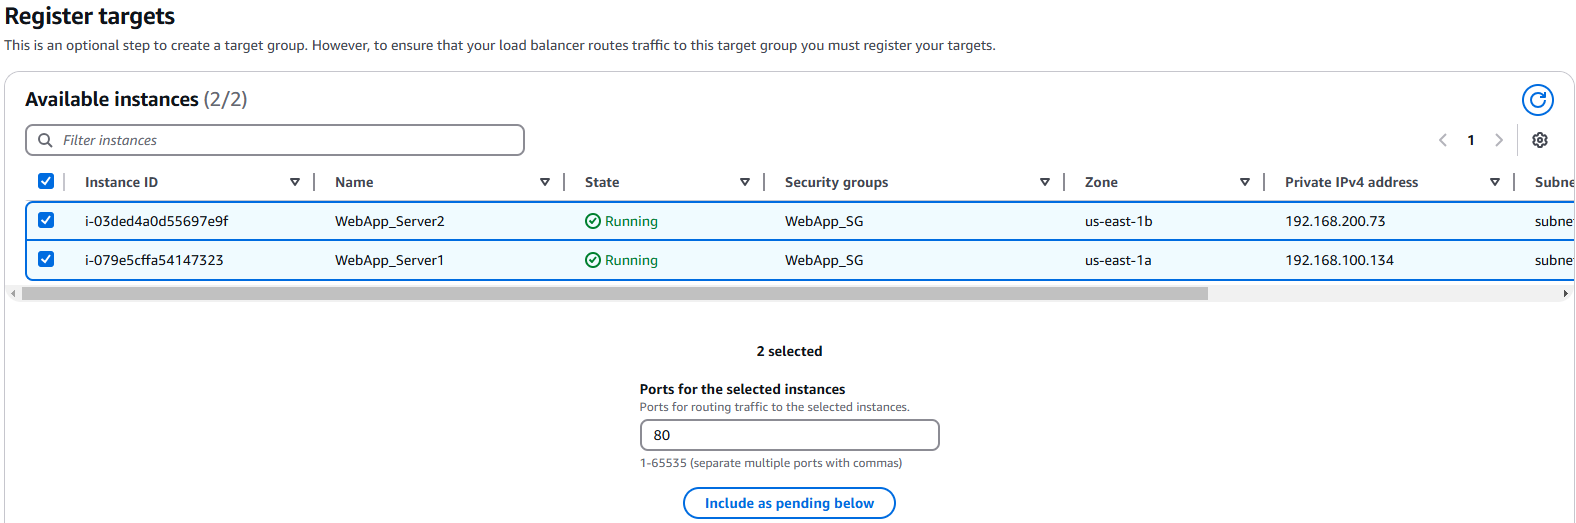 Register targets
This is an optional step to create a target group. However, to ensure that your load balancer routes traffic to this target group you must register your targets.
Available instances (2/2)
Filter instances
1
Instance ID Name State Security groups Zone Private IPv4 address Subne
i-03ded4a0d55697e9f WebApp_Server2 Running WebApp_SG us-east-1b 192.168.200.73 subne
i-079e5cffa54147323 WebApp_Server1 Running WebApp_SG us-east-1a 192.168.100.134 subne
2 selected
Ports for the selected instances
Ports for routing traffic to the selected instances.
80
1-65535 (separate multiple ports with commas)
Include as pending below